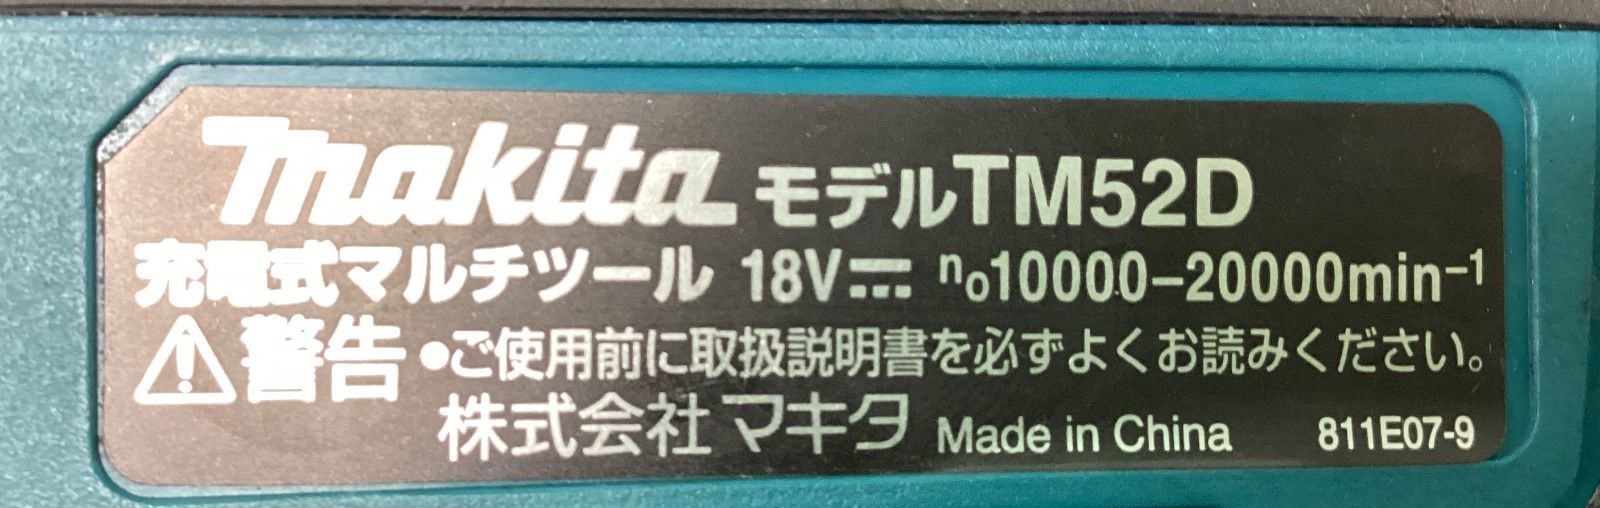 makita モデルTM52D
充電式マルチツール 18V⎓ n₀10000-20000min⁻¹
⚠警告 ●ご使用前に取扱説明書を必ずよくお読みください。
株式会社マキタ Made in China 811E07-9